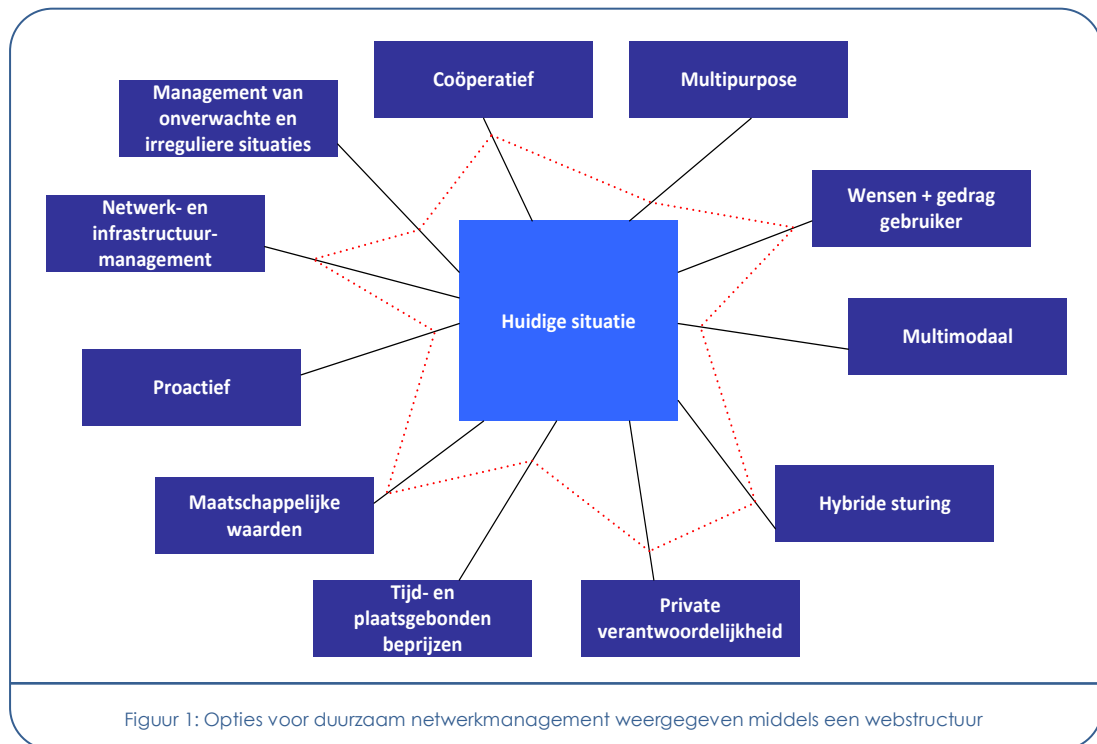 Coöperatief
Multipurpose
Management van
onverwachte en
irreguliere situaties
Wensen + gedrag
gebruiker
Netwerk- en
infrastructuur-
management
Huidige situatie
Multimodaal
Proactief
Maatschappelijke
waarden
Hybride sturing
Tijd- en
plaatsgebonden
beprijzen
Private
verantwoordelijkheid
Figuur 1: Opties voor duurzaam netwerkmanagement weergegeven middels een webstructuur